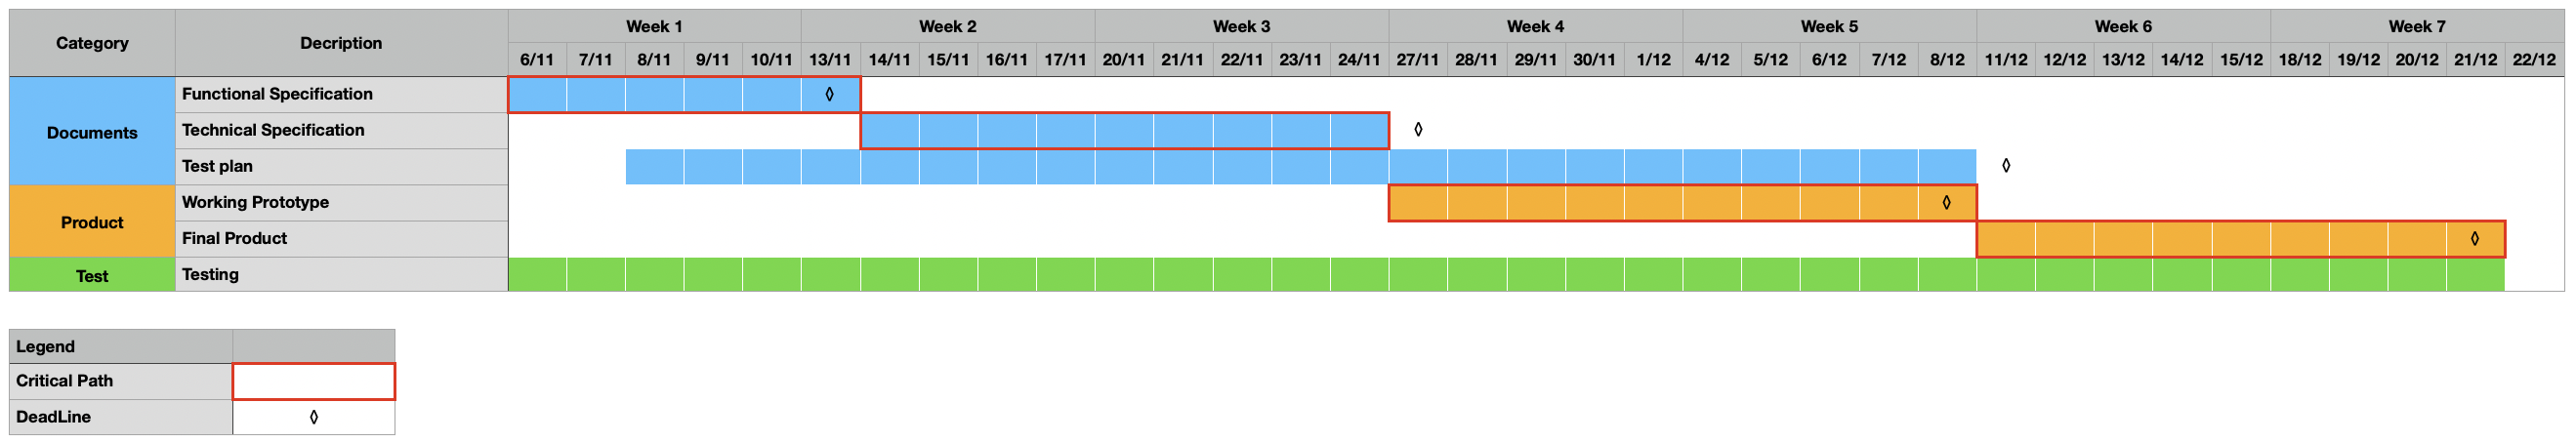 Category Decription Week 1 Week 2 Week 3 Week 4 Week 5 Week 6 Week 7
6/11 7/11 8/11 9/11 10/11 13/11 14/11 15/11 16/11 17/11 20/11 21/11 22/11 23/11 24/11 27/11 28/11 29/11 30/11 1/12 4/12 5/12 6/12 7/12 8/12 11/12 12/12 13/12 14/12 15/12 18/12 19/12 20/12 21/12 22/12
Documents
Functional Specification ◊
Technical Specification ◊
Test plan ◊
Product
Working Prototype ◊
Final Product ◊
Test Testing
Legend
Critical Path
DeadLine ◊